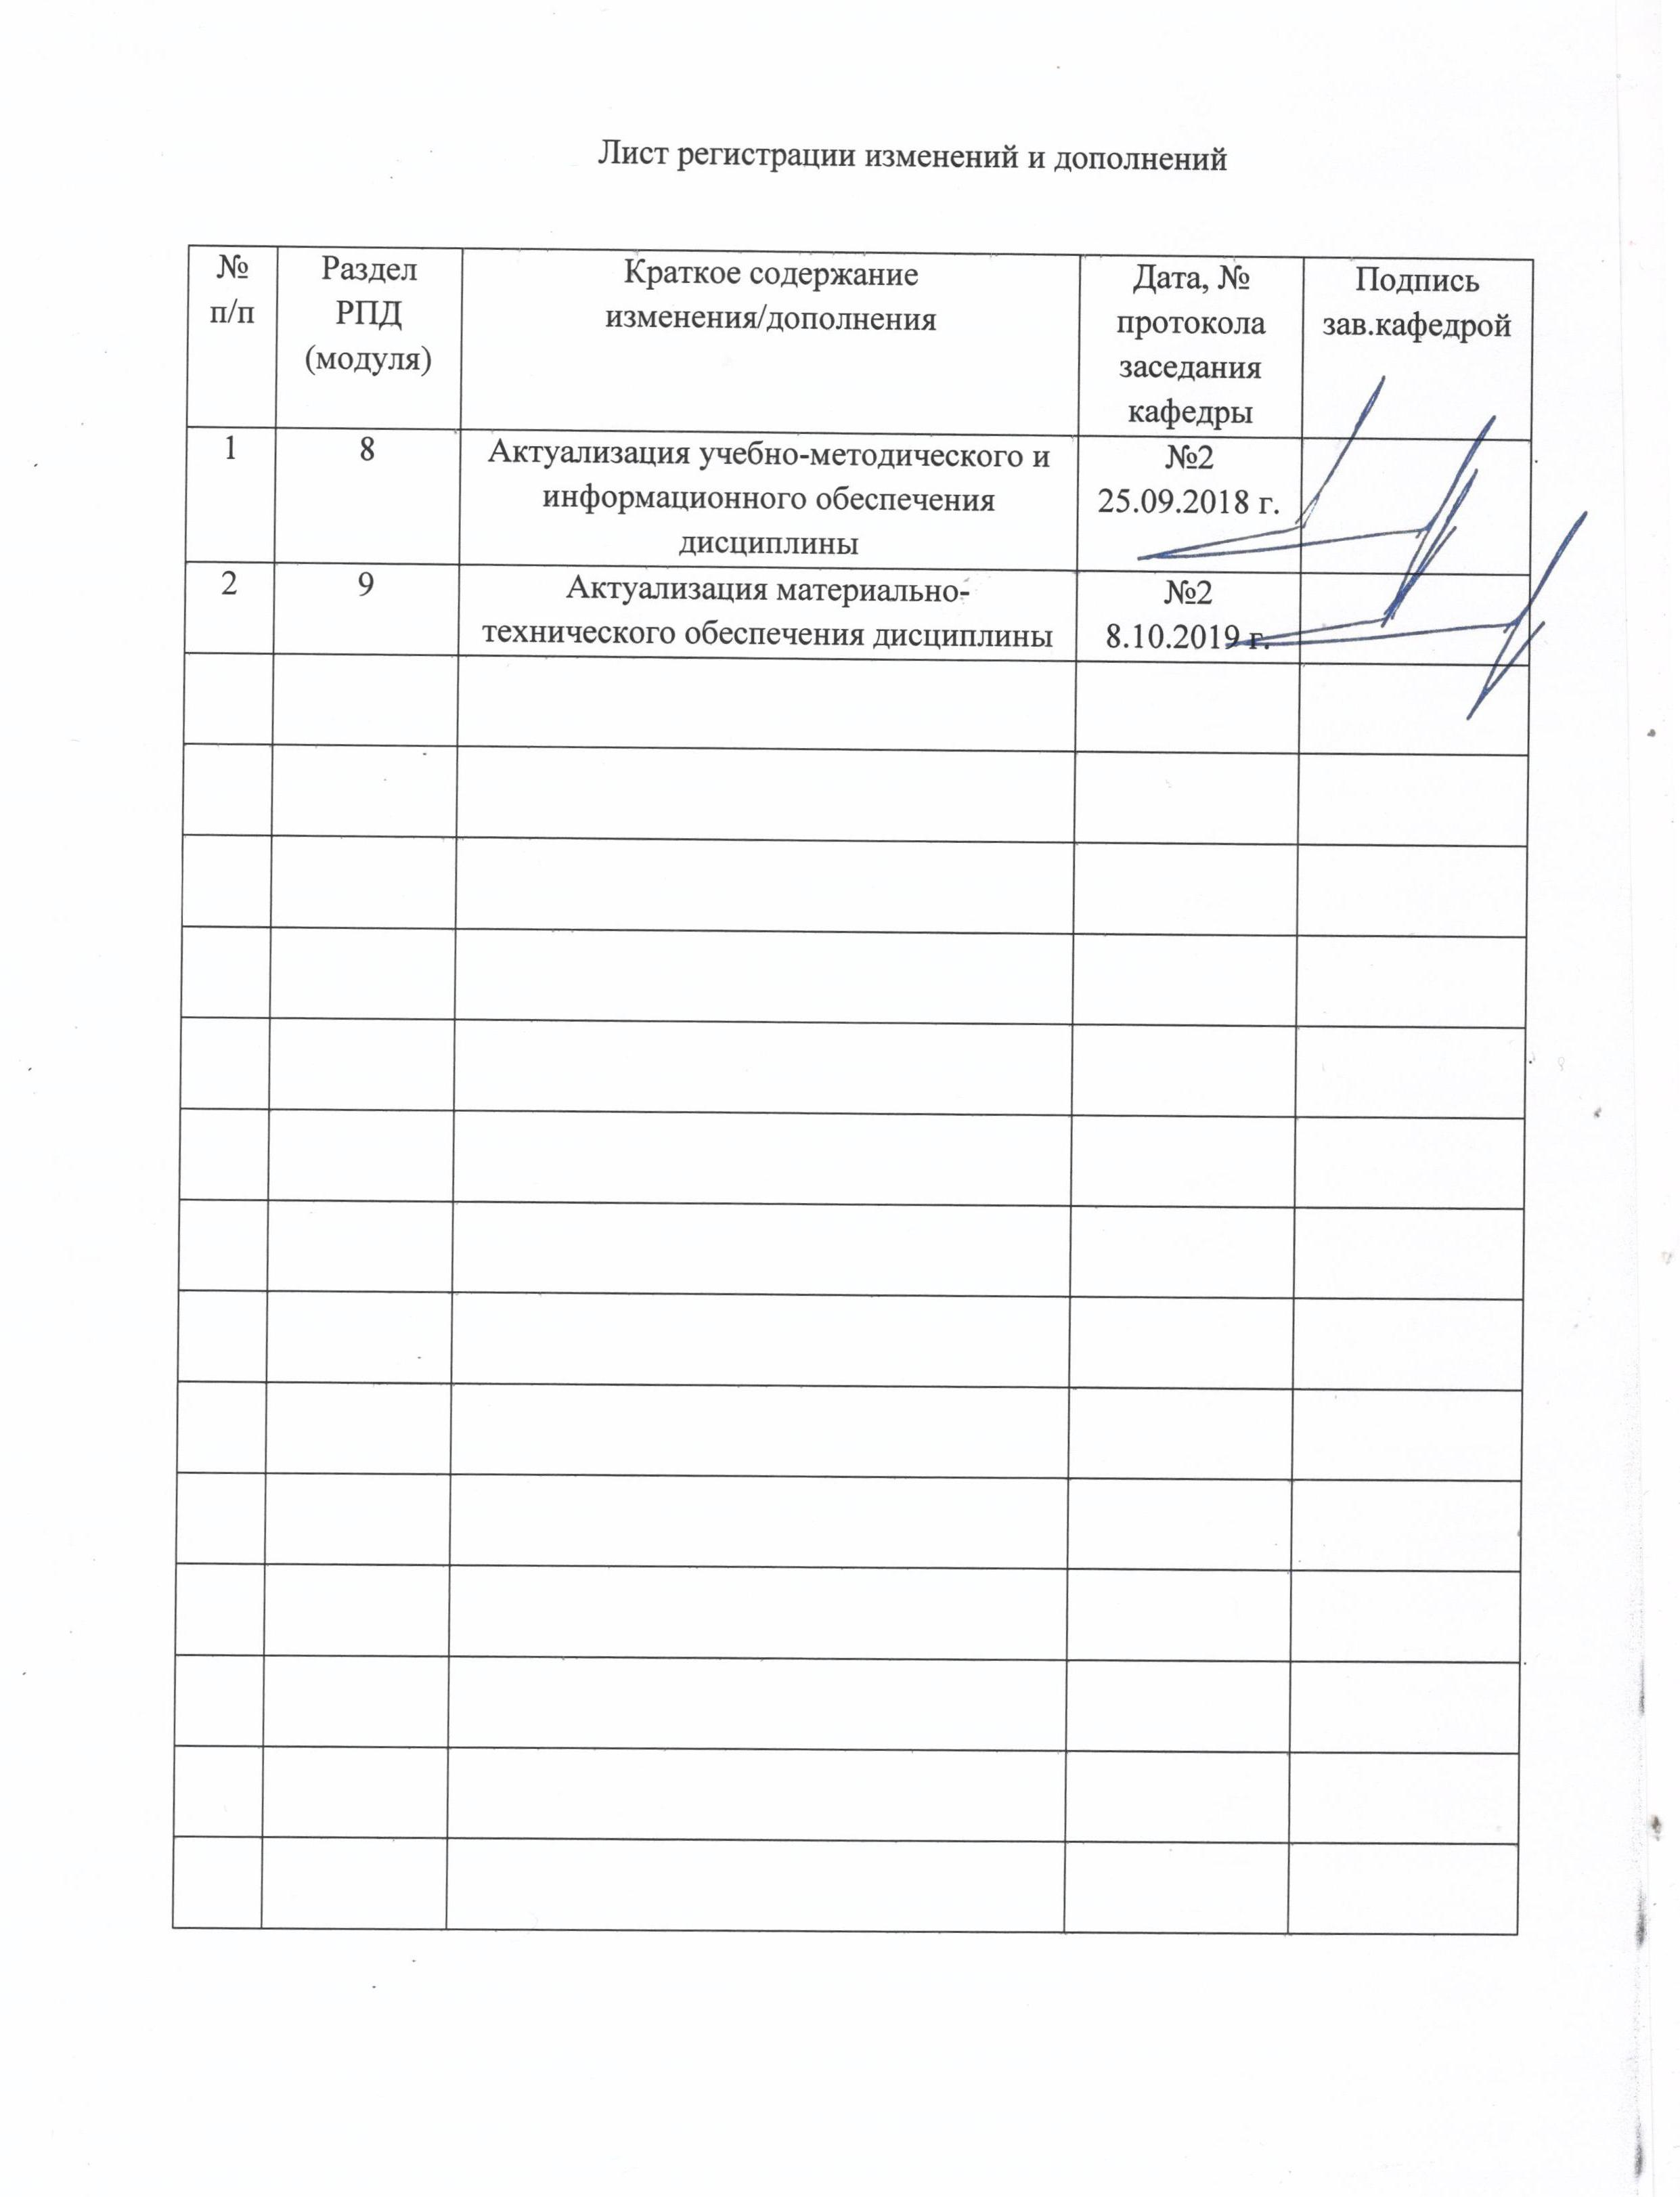 Лист регистрации изменений и дополнений
№
п/п
Раздел
РПД
(модуля)
Краткое содержание
изменения/дополнения
Дата, №
протокола
заседания
кафедры
Подпись
зав.кафедрой
1
8
Актуализация учебно-методического и
информационного обеспечения
дисциплины
№2
25.09.2018 г.
2
9
Актуализация материально-
технического обеспечения дисциплины
№2
8.10.2019 г.